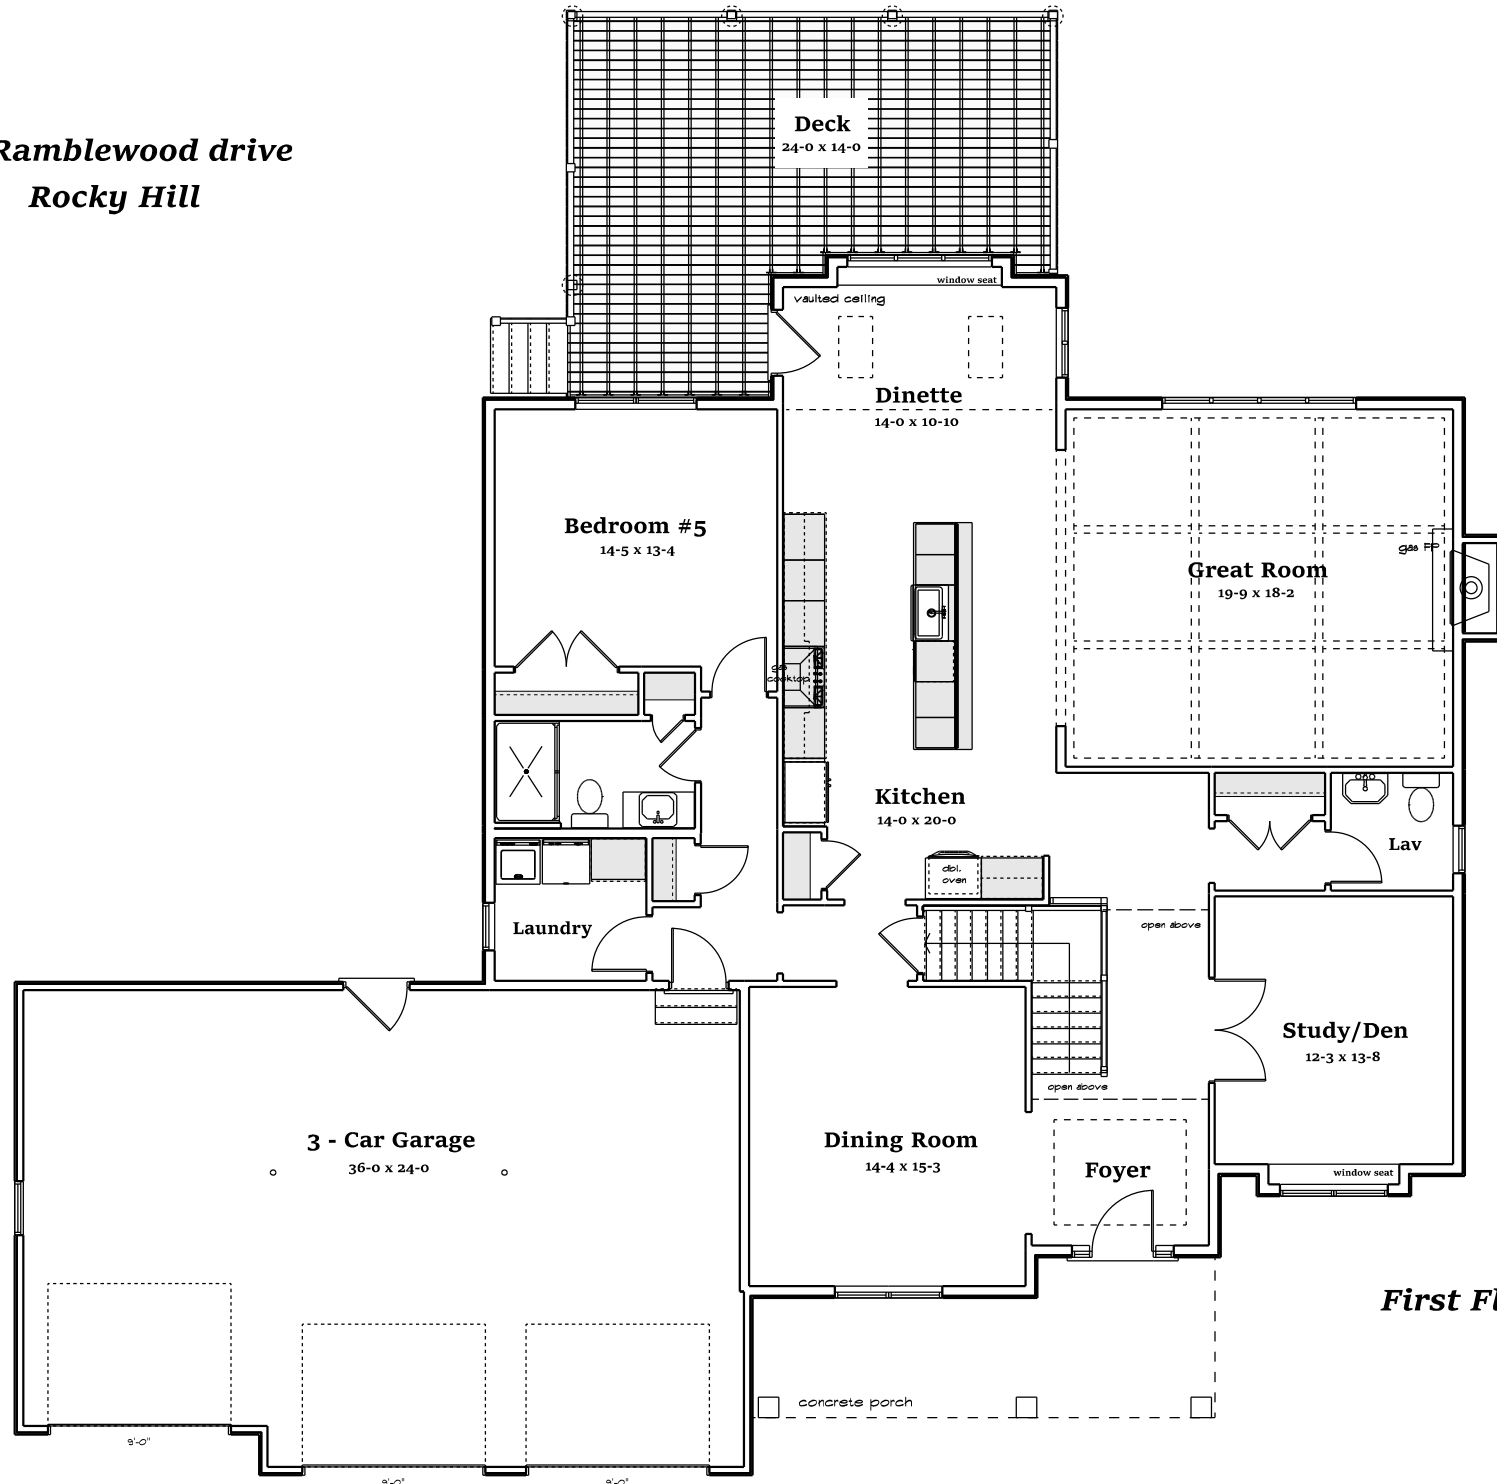 Ramblewood drive
Rocky Hill
Deck
24-0 x 14-0
window seat
vaulted ceiling
Dinette
14-0 x 10-10
Bedroom #5
14-5 x 13-4
gas FP
Great Room
19-9 x 18-2
gas
cooktop
Kitchen
14-0 x 20-0
Lav
dbl.
oven
Laundry
open above
Study/Den
12-3 x 13-8
open above
3 - Car Garage
36-0 x 24-0
Dining Room
14-4 x 15-3
Foyer
window seat
First Fl
concrete porch
9'-0"
9'-0"
9'-0"